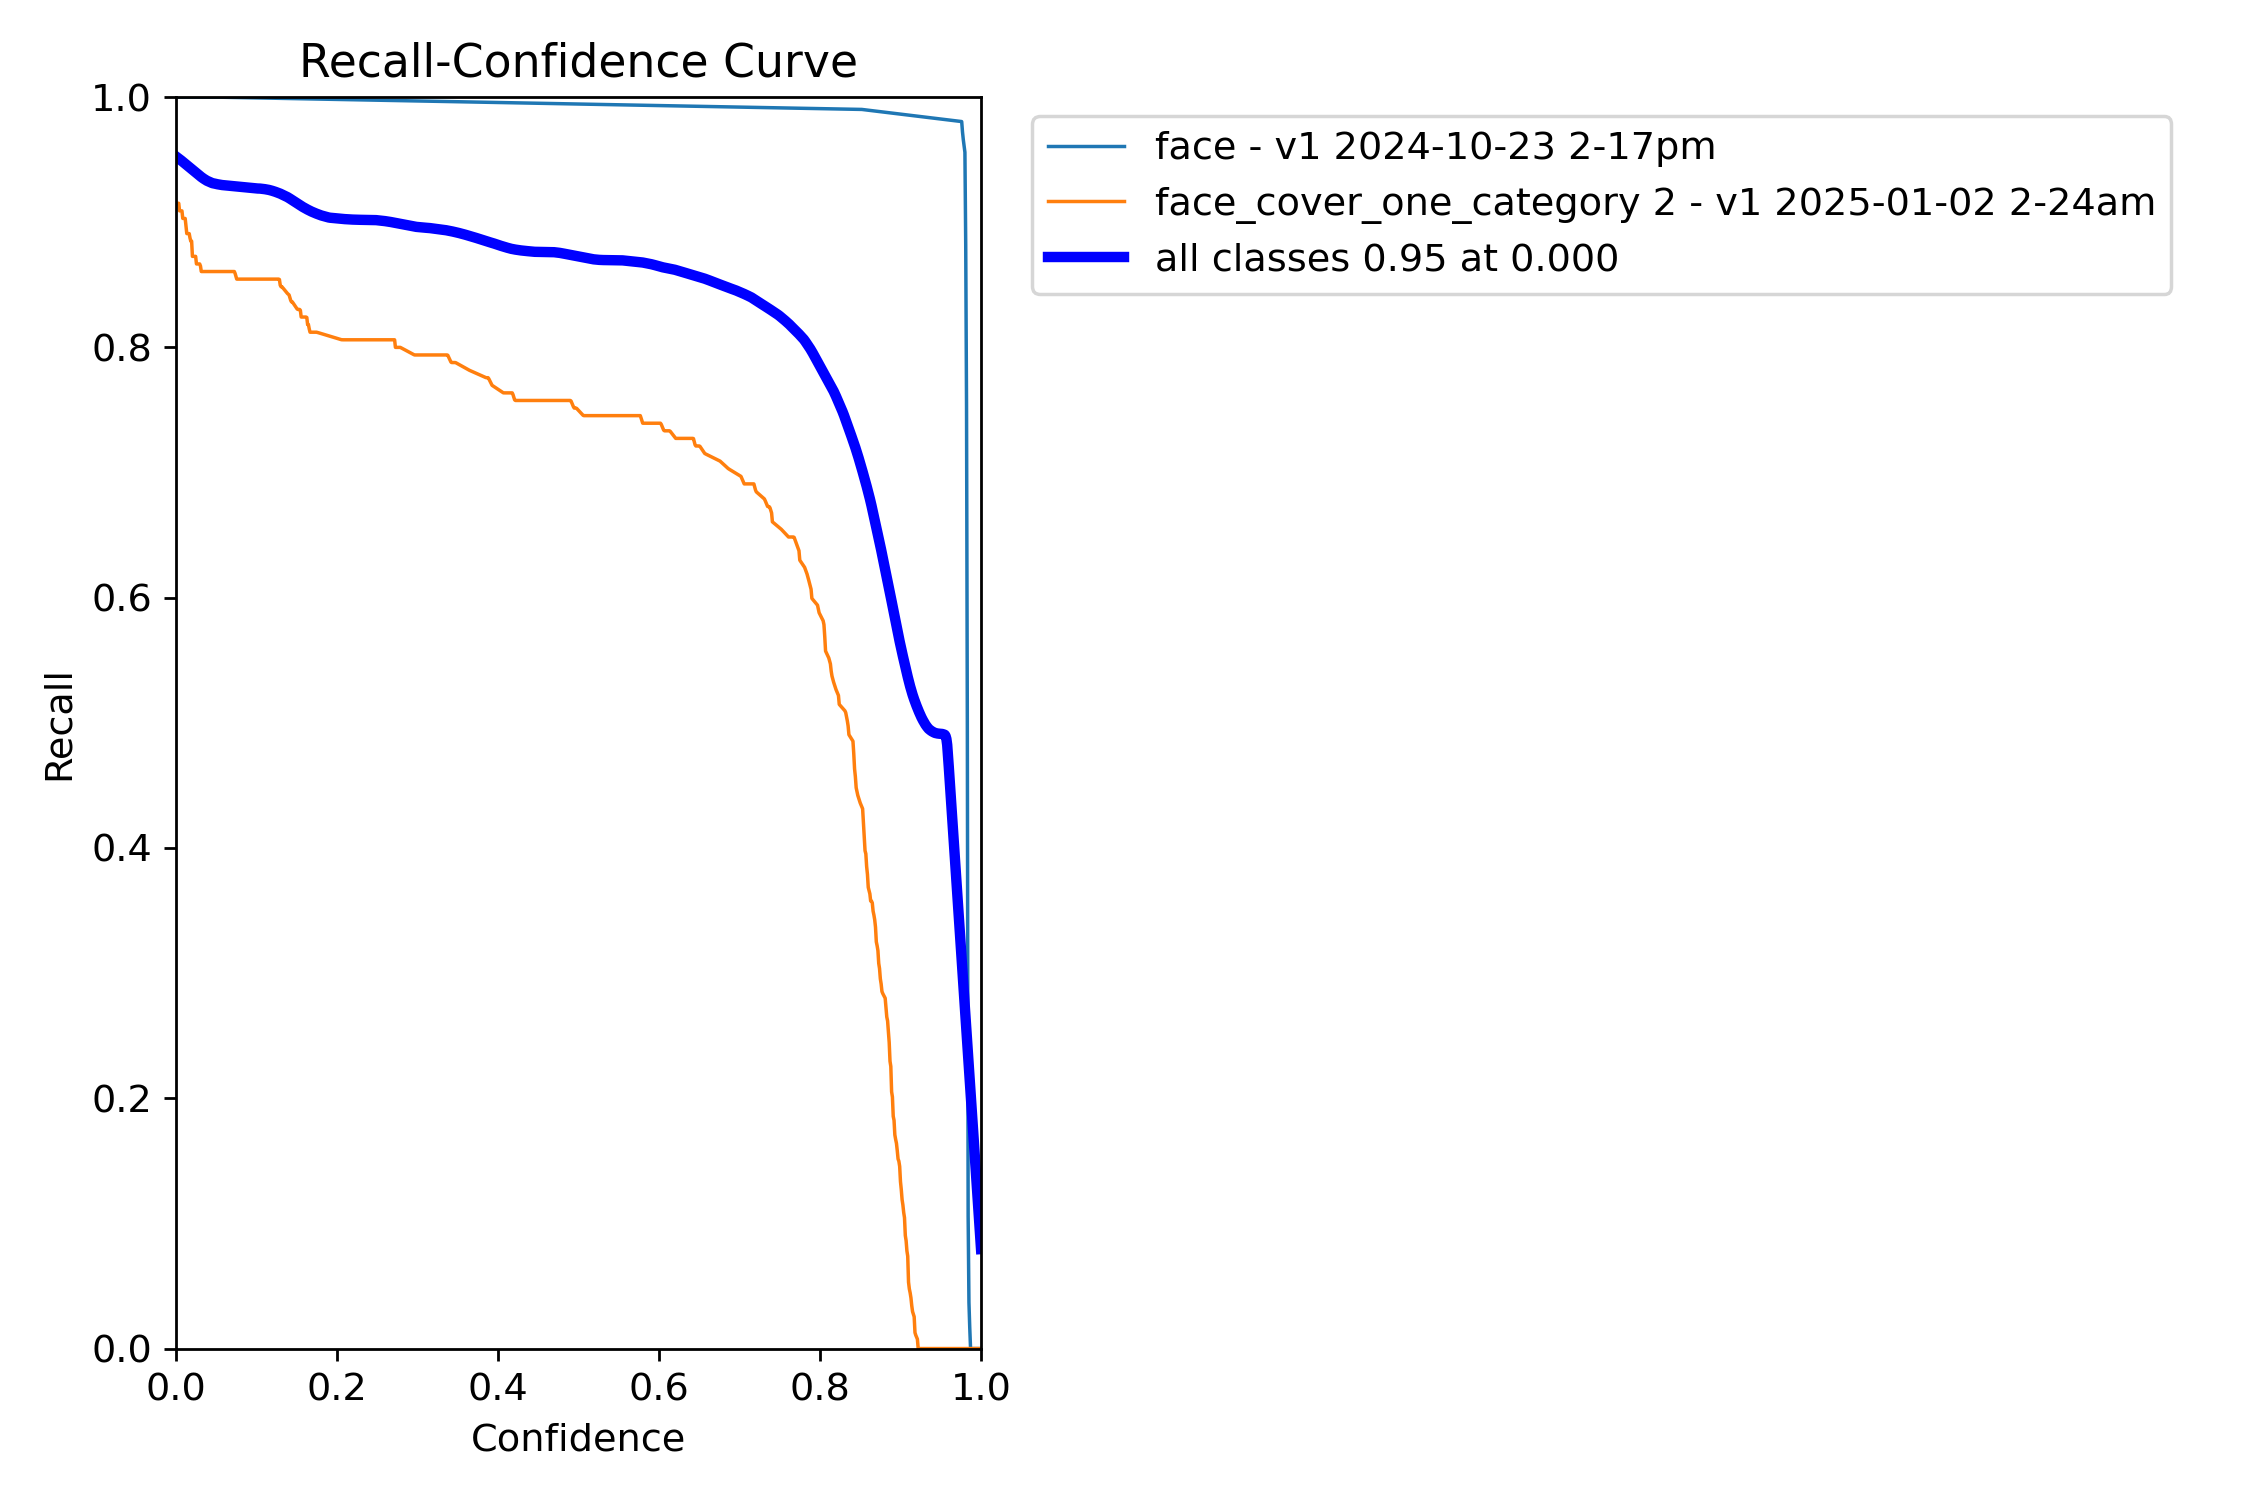 Recall-Confidence Curve
1.0
0.8
0.6
0.4
0.2
0.0
Recall
0.0 0.2 0.4 0.6 0.8 1.0
Confidence
face - v1 2024-10-23 2-17pm
face_cover_one_category 2 - v1 2025-01-02 2-24am
all classes 0.95 at 0.000